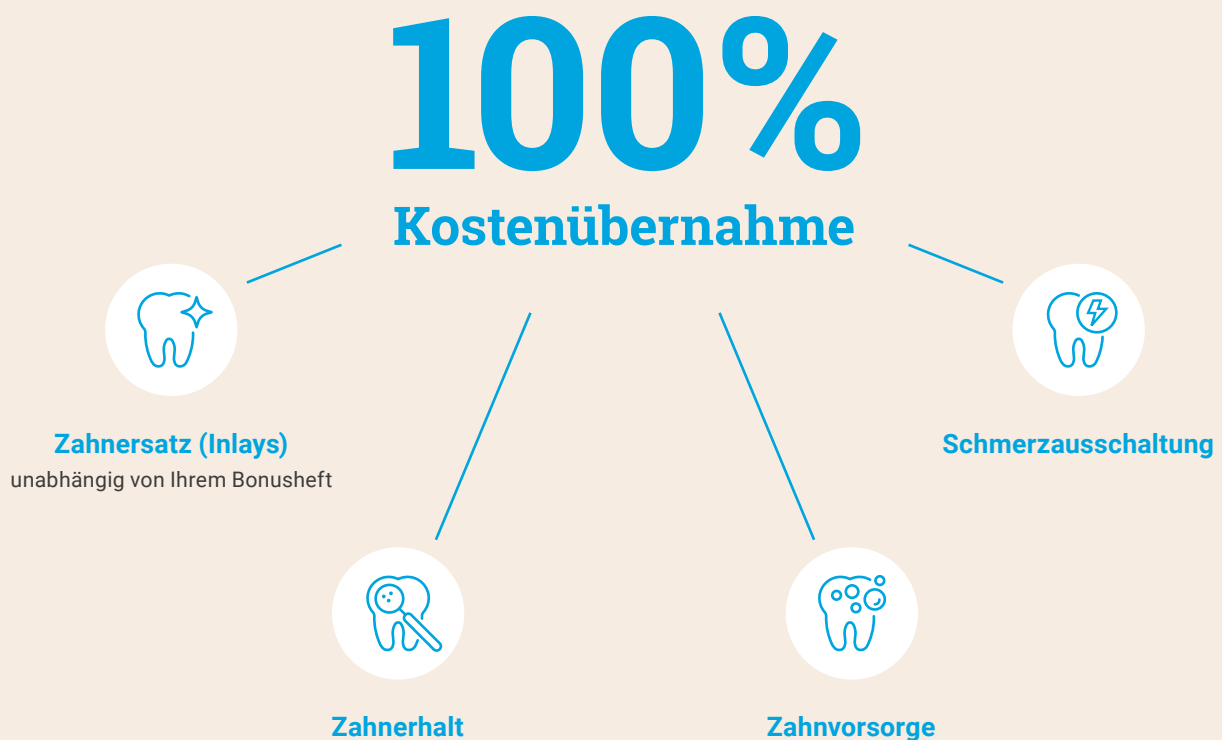 100%
Kostenübernahme
Zahnersatz (Inlays)
unabhängig von Ihrem Bonusheft
Schmerzausschaltung
Zahnerhalt
Zahnvorsorge